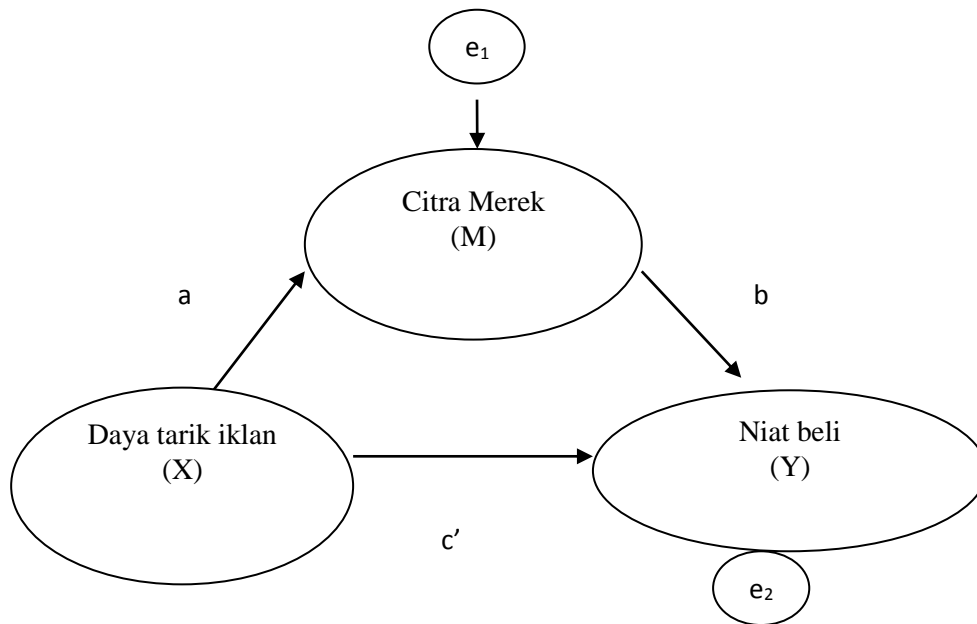 e₁
Citra Merek
(M)
a
b
Daya tarik iklan
(X)
Niat beli
(Y)
c’
e₂